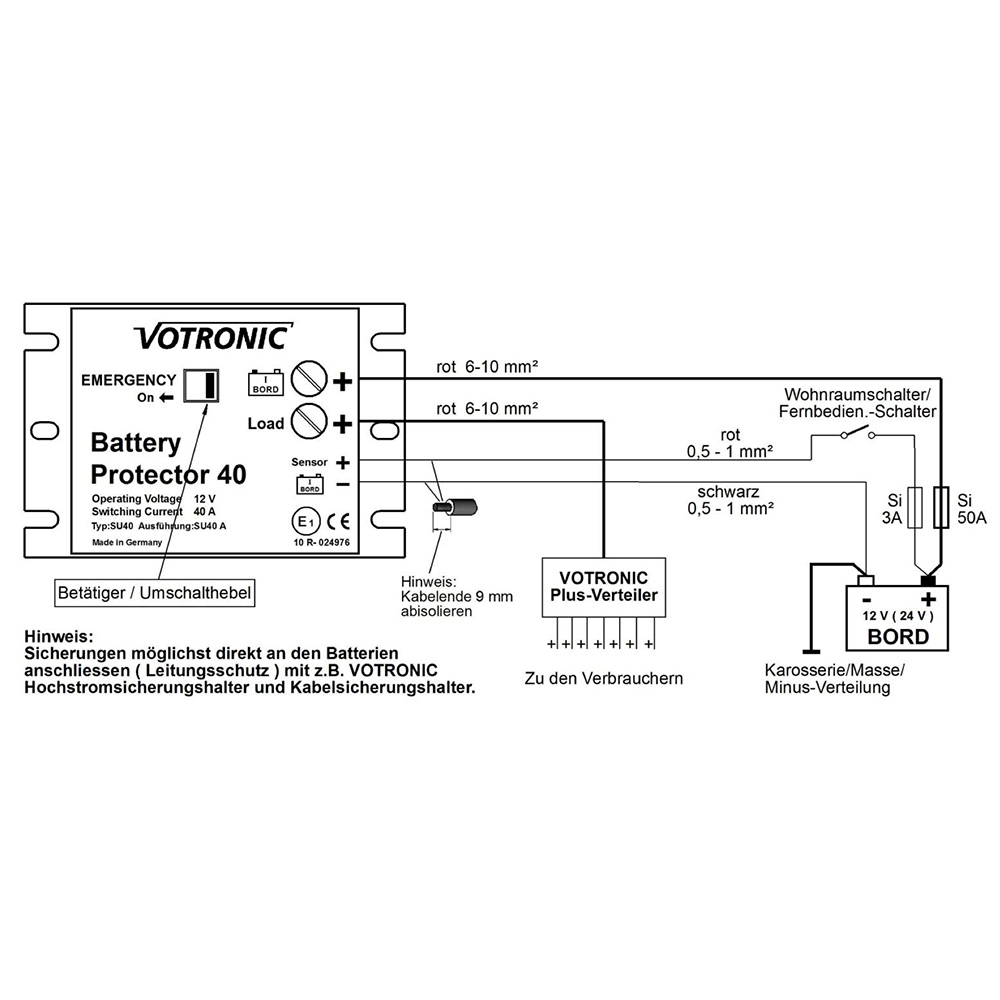 VOTRONIC
EMERGENCY
On
I
BORD
+
Load
+
Battery
Protector 40
Sensor +
I
BORD
−
Operating Voltage 12 V
Switching Current 40 A
Typ:SU40 Ausführung:SU40 A
Made in Germany
E1 CE
10 R- 024976
Betätiger / Umschalthebel
rot 6-10 mm²
rot 6-10 mm²
Wohnraumschalter/
Fernbedien.-Schalter
rot
0,5 - 1 mm²
schwarz
0,5 - 1 mm²
Si
3A
Si
50A
Hinweis:
Kabelende 9 mm
abisolieren
VOTRONIC
Plus-Verteiler
+ + + + + + +
Zu den Verbrauchern
- +
12 V ( 24 V )
BORD
Karosserie/Masse/
Minus-Verteilung
Hinweis:
Sicherungen möglichst direkt an den Batterien
anschliessen ( Leitungsschutz ) mit z.B. VOTRONIC
Hochstromsicherungshalter und Kabelsicherungshalter.